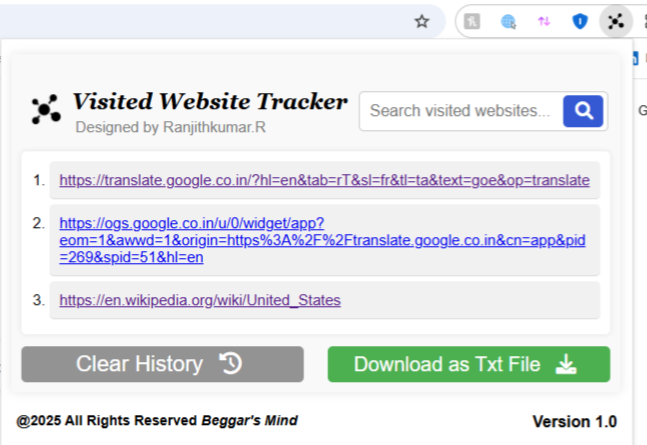 Visited Website Tracker
Designed by Ranjithkumar.R
Search visited websites...
1. https://translate.google.co.in/?hl=en&tab=rT&sl=fr&tl=ta&text=goe&op=translate
2. https://ogs.google.co.in/u/0/widget/app?
eom=1&awwd=1&origin=https%3A%2F%2Ftranslate.google.co.in&cn=app&pid
=269&spid=51&hl=en
3. https://en.wikipedia.org/wiki/United_States
Clear History
Download as Txt File
@2025 All Rights Reserved Beggar's Mind
Version 1.0